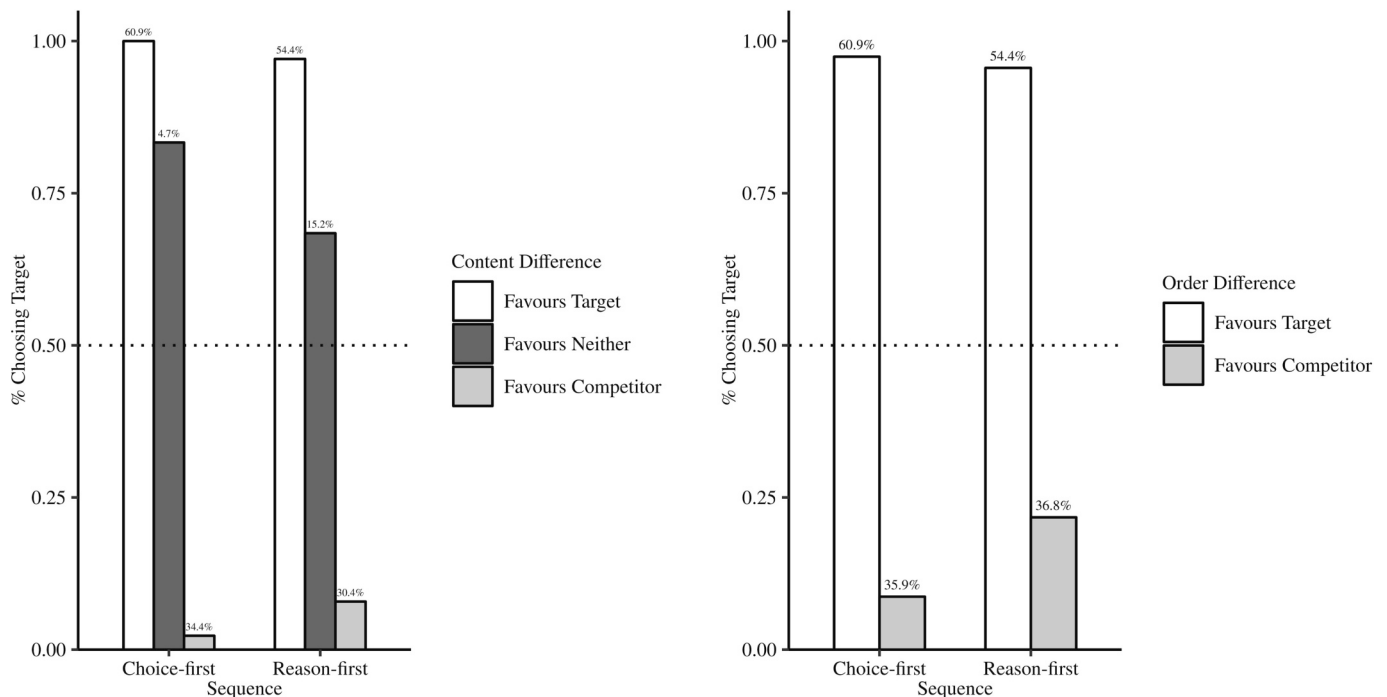 % Choosing Target
1.00
0.75
0.50
0.25
0.00
60.9%
4.7%
34.4%
54.4%
15.2%
30.4%
Choice-first
Reason-first
Sequence
Content Difference
Favours Target
Favours Neither
Favours Competitor
% Choosing Target
1.00
0.75
0.50
0.25
0.00
60.9%
35.9%
54.4%
36.8%
Choice-first
Reason-first
Sequence
Order Difference
Favours Target
Favours Competitor